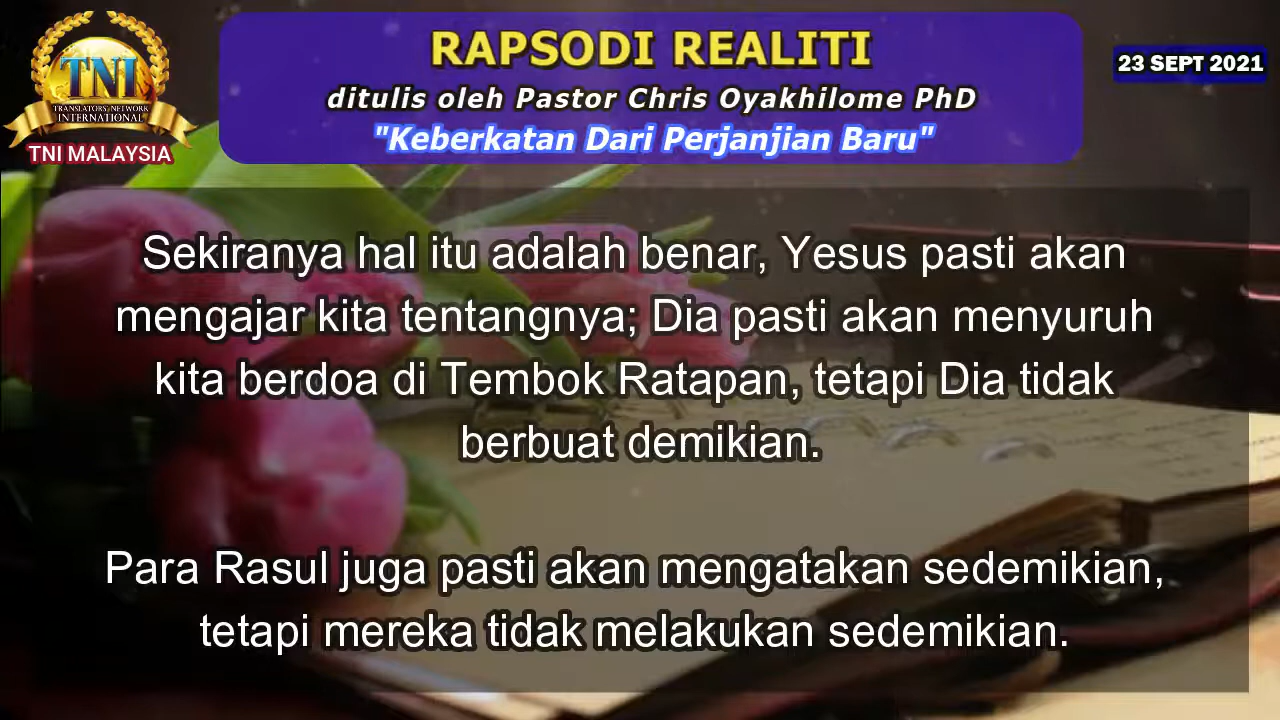 TNI
TRANSLATORS' NETWORK
INTERNATIONAL
TNI MALAYSIA
RAPSODI REALITI
ditulis oleh Pastor Chris Oyakhilome PhD
"Keberkatan Dari Perjanjian Baru"
23 SEPT 2021
Sekiranya hal itu adalah benar, Yesus pasti akan
mengajar kita tentangnya; Dia pasti akan menyuruh
kita berdoa di Tembok Ratapan, tetapi Dia tidak
berbuat demikian.
Para Rasul juga pasti akan mengatakan sedemikian,
tetapi mereka tidak melakukan sedemikian.